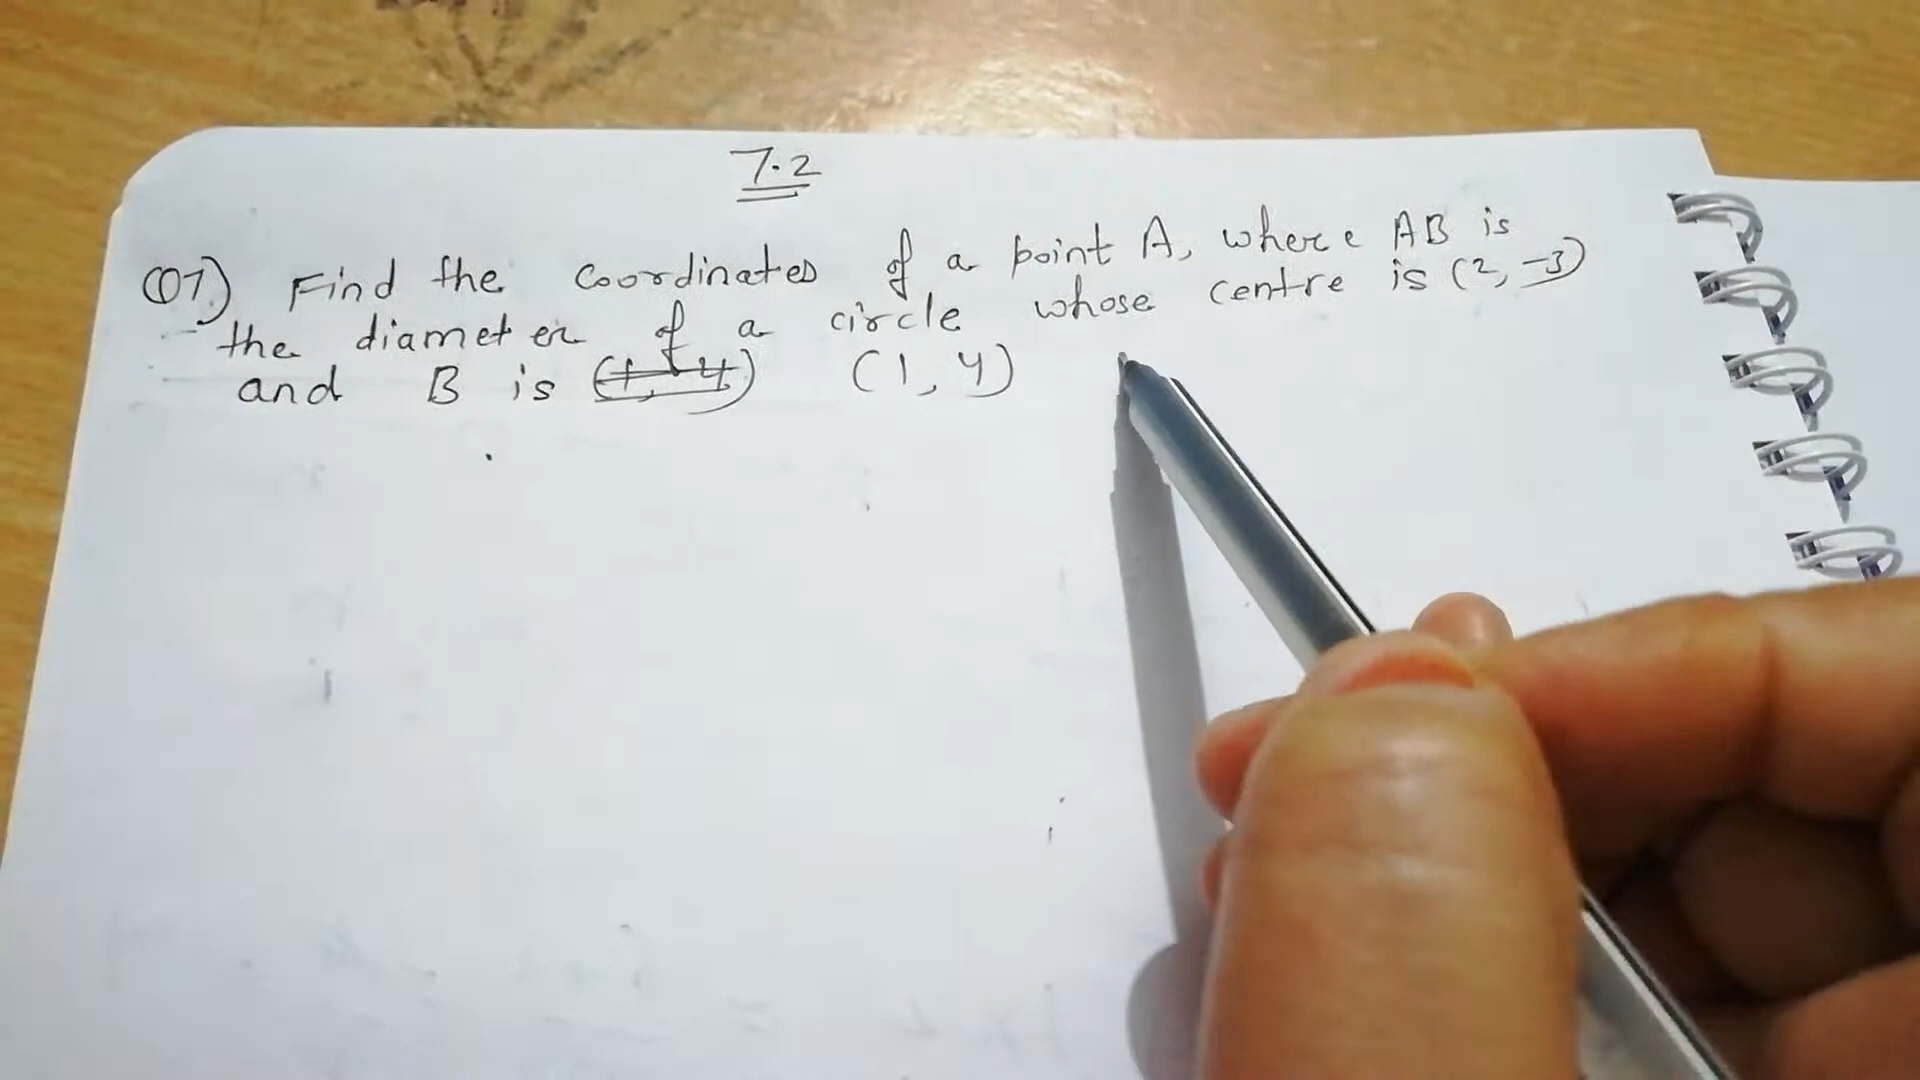 7.2
Q7.) Find the coordinates of a point A, where AB is
the diameter of a circle whose centre is (2, -3)
and B is (1, 4) (1, 4)